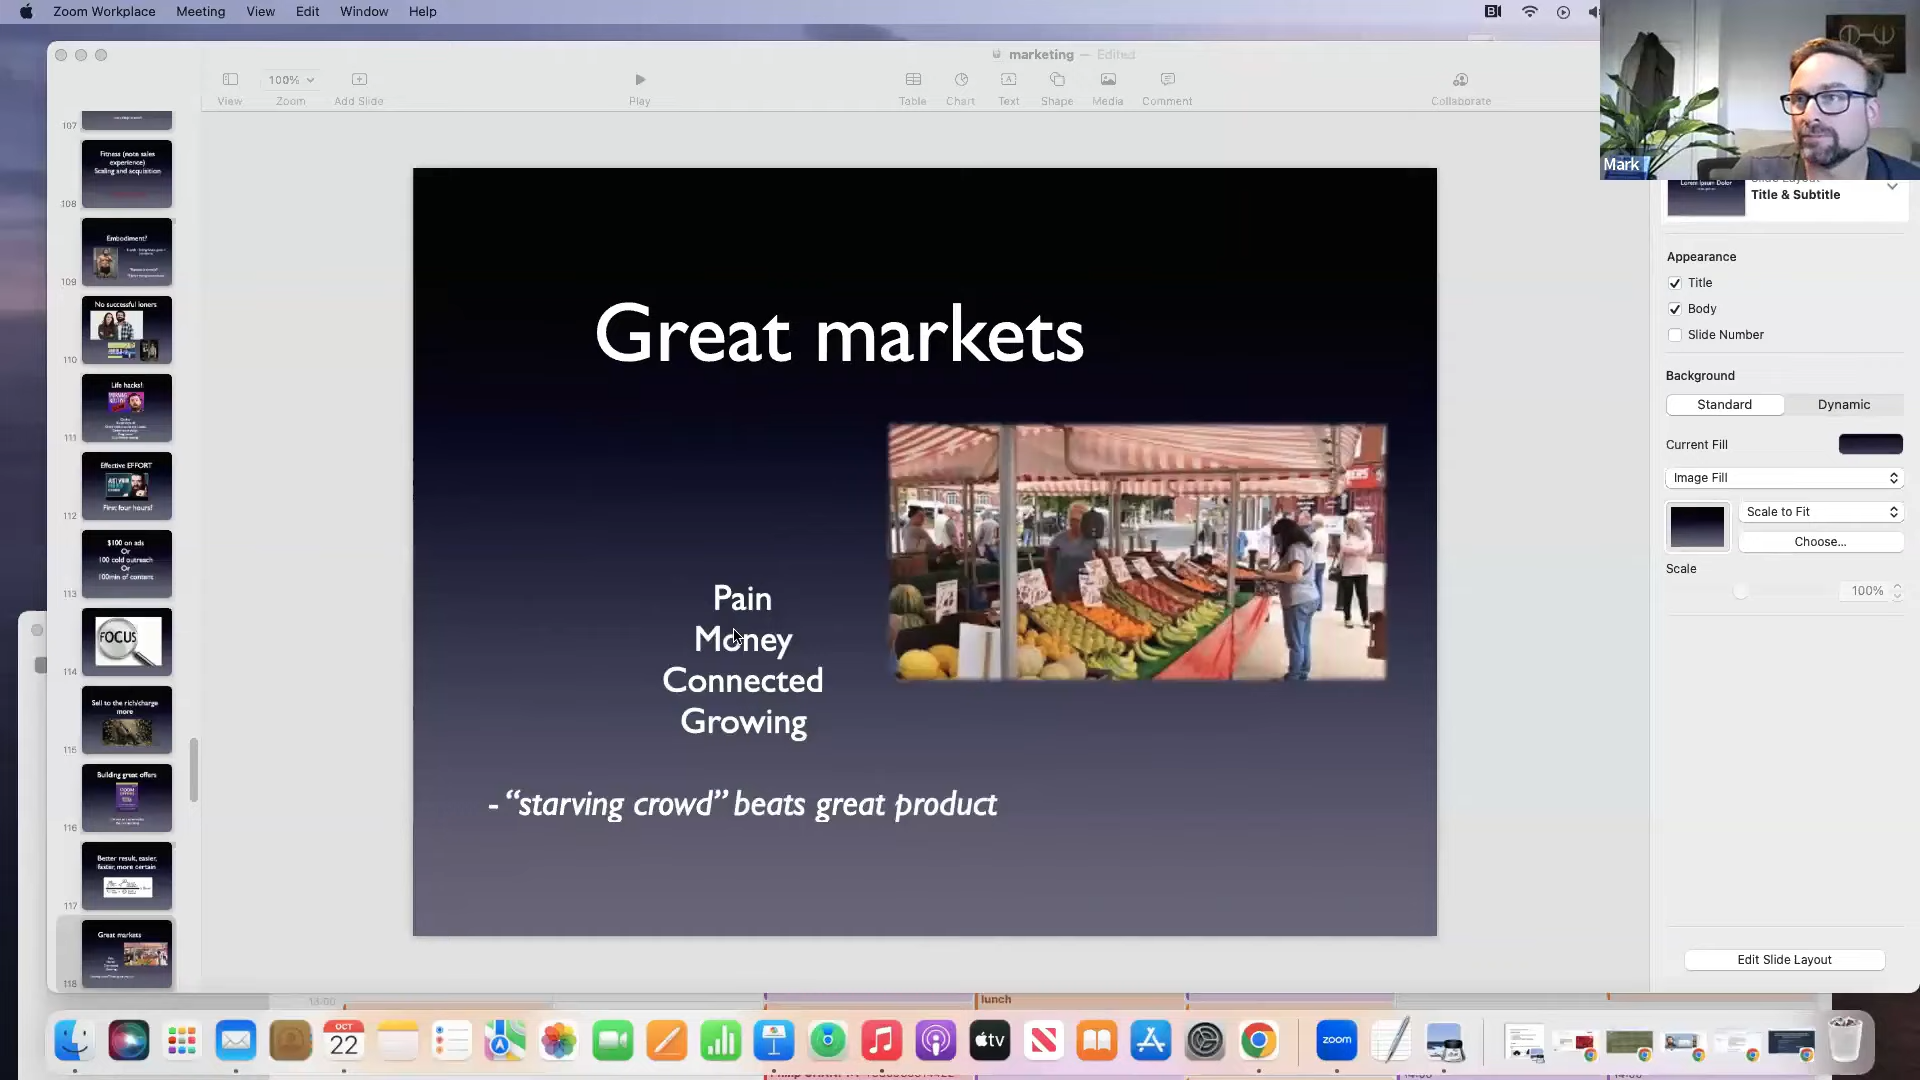 Zoom Workplace Meeting View Edit Window Help
marketing — Edited
100%
View Zoom Add Slide
Play
Table Chart Text Shape Media Comment
Collaborate
Mark
107
Fitness (note sales
experience)
Scaling and acquisition
108
Embodiment?
109
No successful loners
110
Life hacks!
111
Effective EFFORT
First four hours!
112
$100 on ads
Or
100 cold outreach
Or
100min of content
113
FOCUS
114
Sell to the rich/charge
more
115
Building great offers
116
Better result, easier,
faster, more certain
117
Great markets
118
Great markets
Pain
Money
Connected
Growing
- “starving crowd” beats great product
Title & Subtitle
Appearance
Title
Body
Slide Number
Background
Standard Dynamic
Current Fill
Image Fill
Scale to Fit
Choose...
Scale
100%
Edit Slide Layout
lunch
OCT
22
tv
zoom